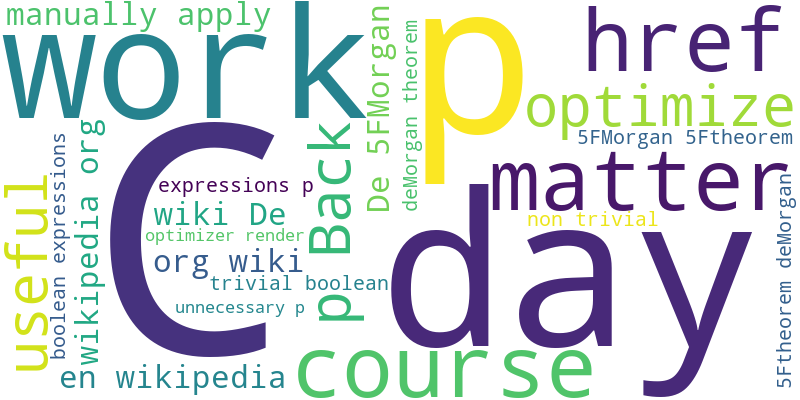 manually apply
work
p
href
optimize
5FMorgan 5Ftheorem
De 5FMorgan
deMorgan theorem
matter
useful
boolean expressions
wikipedia org
C
expressions p
wiki De
optimizer render
org wiki
trivial boolean
unnecessary p
p Back
day
non trivial
5Ftheorem deMorgan
en wikipedia
course